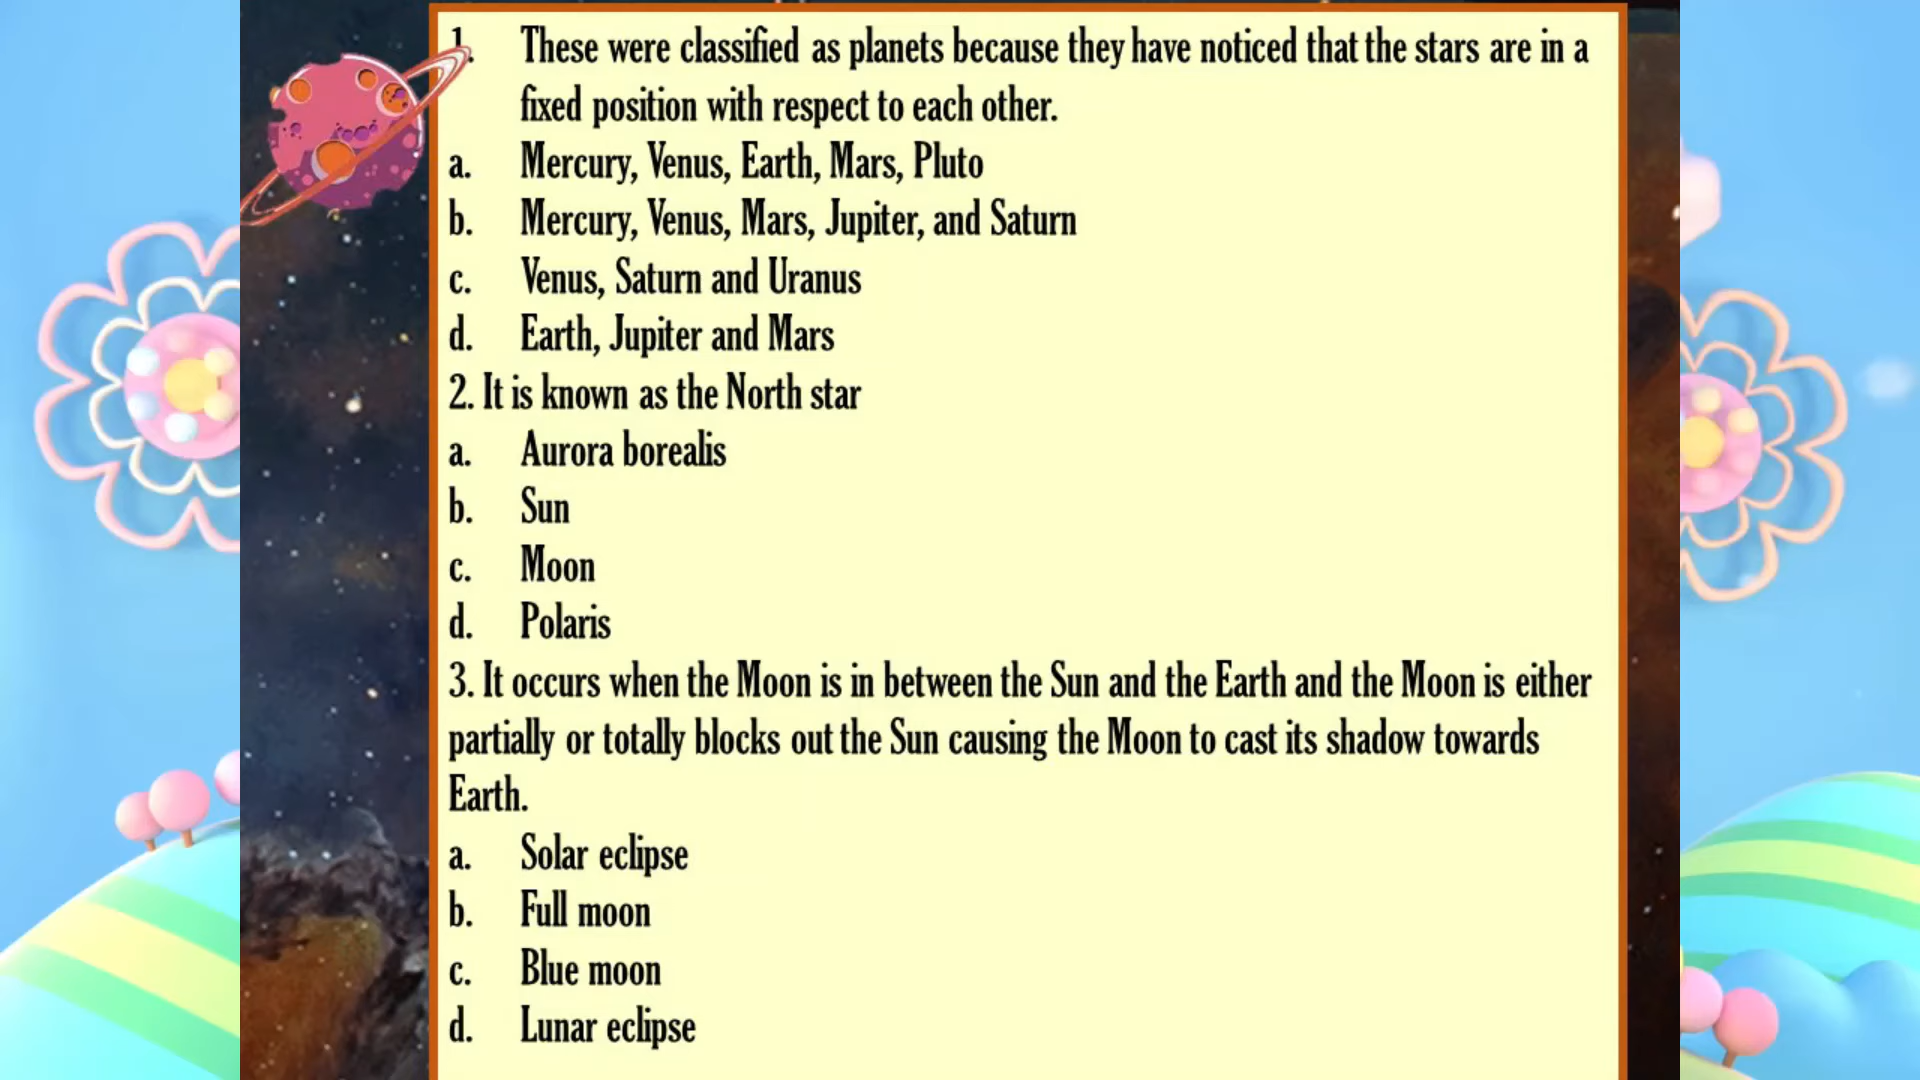 1. These were classified as planets because they have noticed that the stars are in a
fixed position with respect to each other.
a. Mercury, Venus, Earth, Mars, Pluto
b. Mercury, Venus, Mars, Jupiter, and Saturn
c. Venus, Saturn and Uranus
d. Earth, Jupiter and Mars
2. It is known as the North star
a. Aurora borealis
b. Sun
c. Moon
d. Polaris
3. It occurs when the Moon is in between the Sun and the Earth and the Moon is either
partially or totally blocks out the Sun causing the Moon to cast its shadow towards
Earth.
a. Solar eclipse
b. Full moon
c. Blue moon
d. Lunar eclipse